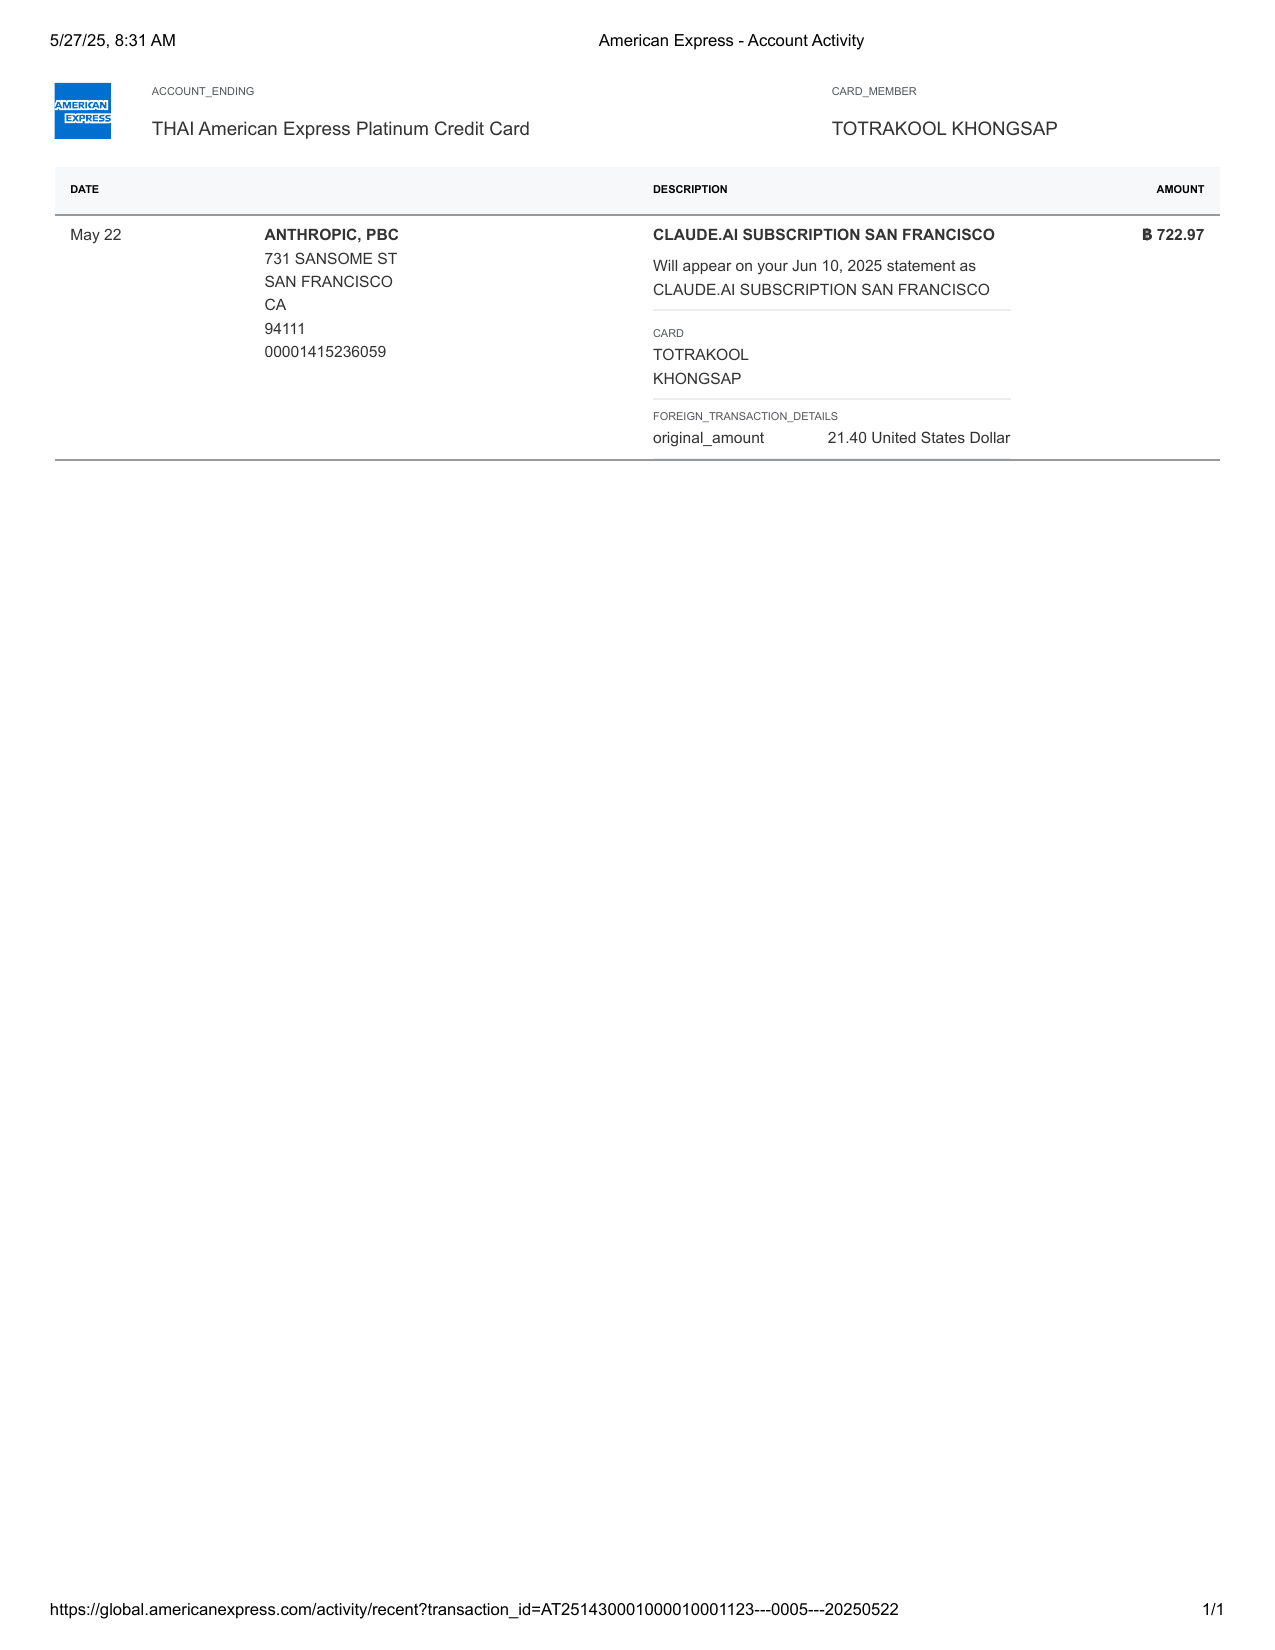 5/27/25, 8:31 AM American Express - Account Activity
AMERICAN
EXPRESS
ACCOUNT_ENDING CARD_MEMBER
THAI American Express Platinum Credit Card TOTRAKOOL KHONGSAP
DATE DESCRIPTION AMOUNT
May 22 ANTHROPIC, PBC CLAUDE.AI SUBSCRIPTION SAN FRANCISCO ฿ 722.97
731 SANSOME ST
SAN FRANCISCO
CA
94111
00001415236059
Will appear on your Jun 10, 2025 statement as
CLAUDE.AI SUBSCRIPTION SAN FRANCISCO
CARD
TOTRAKOOL
KHONGSAP
FOREIGN_TRANSACTION_DETAILS
original_amount 21.40 United States Dollar
https://global.americanexpress.com/activity/recent?transaction_id=AT251430001000010001123---0005---20250522 1/1